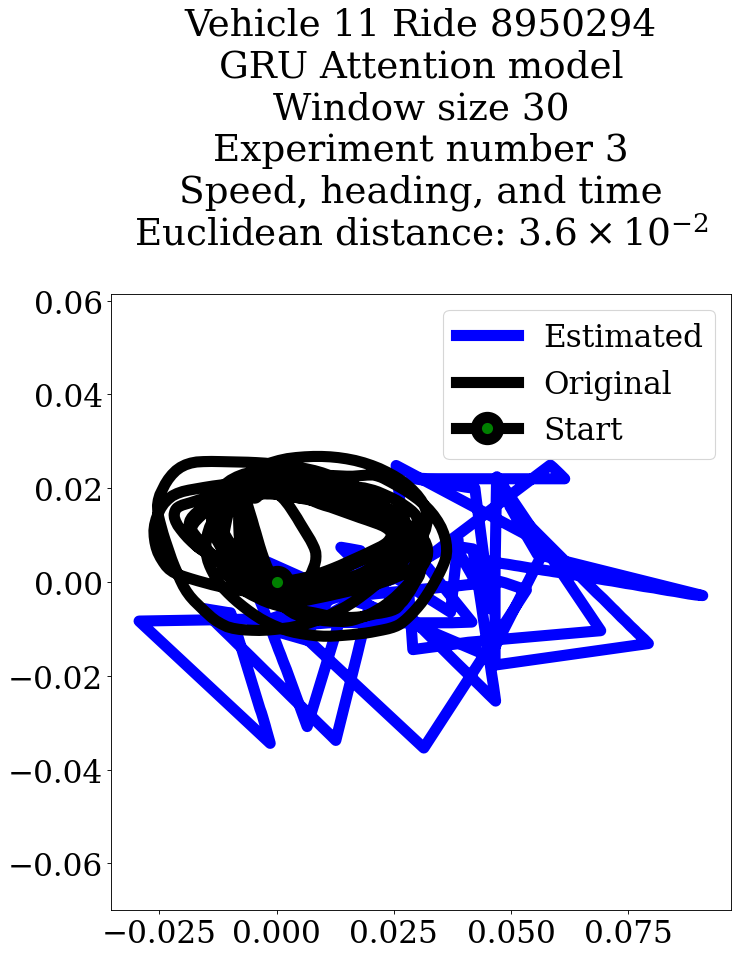 Vehicle 11 Ride 8950294
GRU Attention model
Window size 30
Experiment number 3
Speed, heading, and time
Euclidean distance: 3.6 × 10⁻²
0.06
0.04
0.02
0.00
−0.02
−0.04
−0.06
Estimated
Original
Start
−0.025 0.000 0.025 0.050 0.075